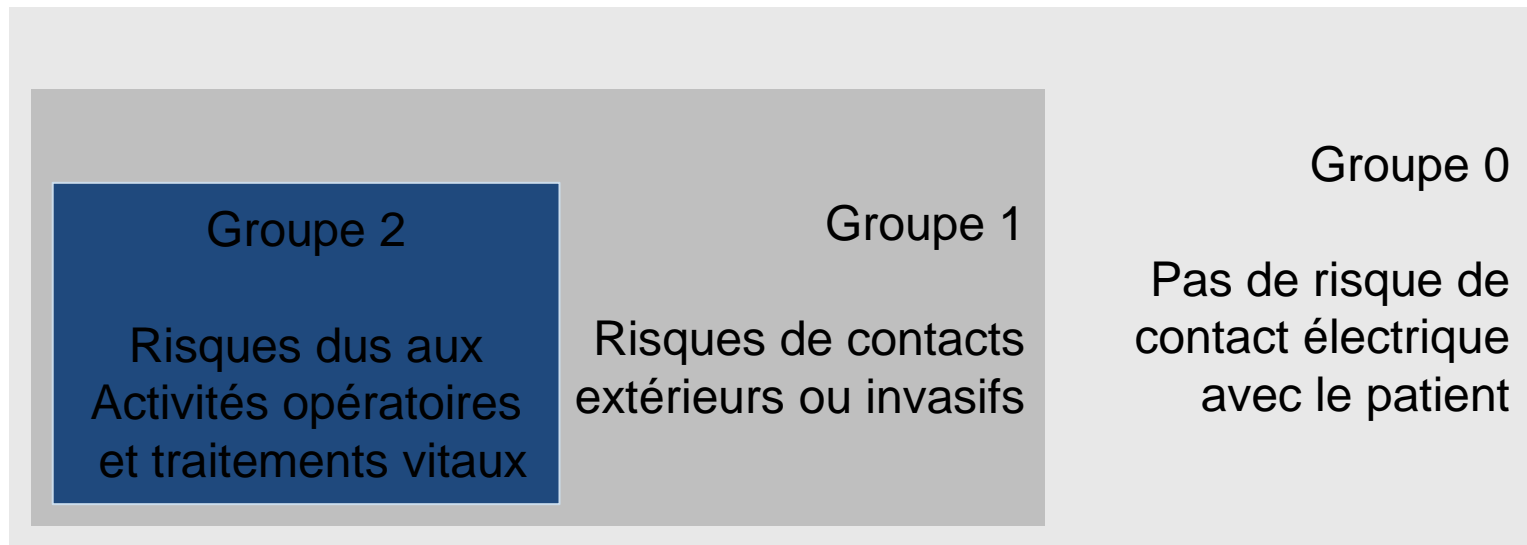 Groupe 2
Risques dus aux
Activités opératoires
et traitements vitaux
Groupe 1
Risques de contacts
extérieurs ou invasifs
Groupe 0
Pas de risque de
contact électrique
avec le patient